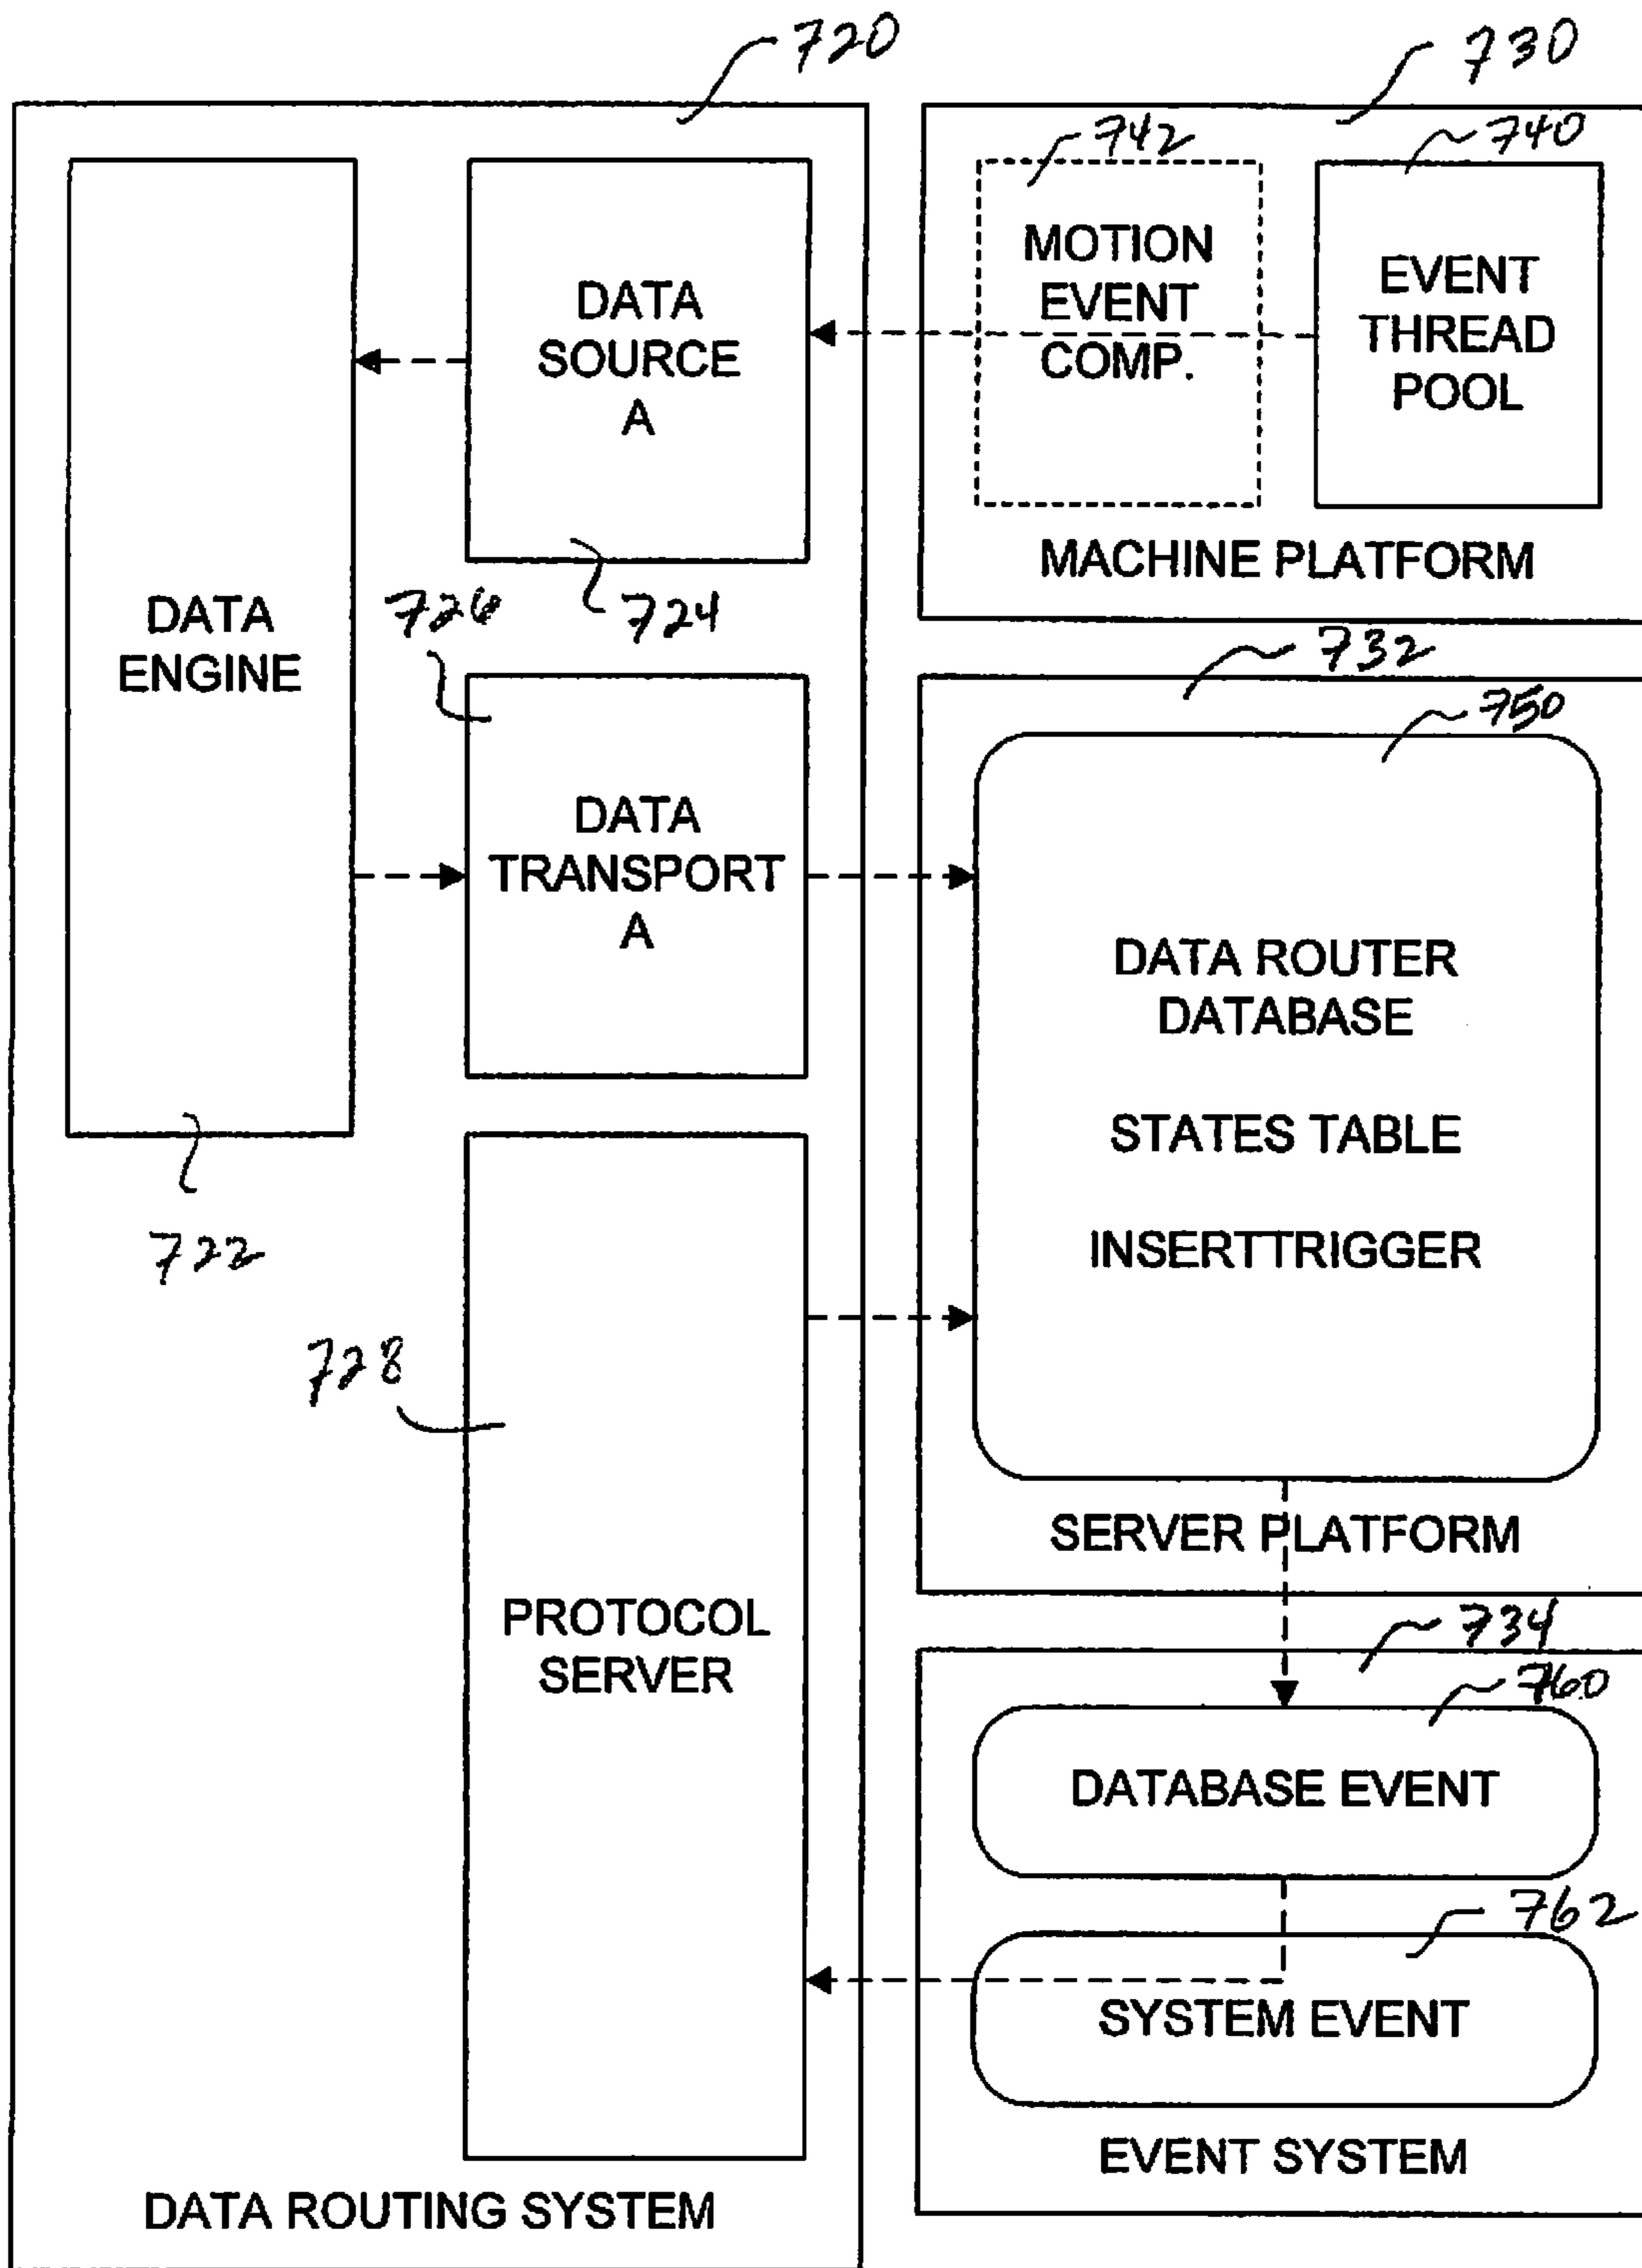 720
730
742
740
MOTION
EVENT
COMP.
EVENT
THREAD
POOL
DATA
SOURCE
A
MACHINE PLATFORM
DATA
ENGINE
726
724
732
750
DATA
TRANSPORT
A
DATA ROUTER
DATABASE
STATES TABLE
INSERTTRIGGER
722
728
SERVER PLATFORM
PROTOCOL
SERVER
734
760
DATABASE EVENT
762
SYSTEM EVENT
EVENT SYSTEM
DATA ROUTING SYSTEM